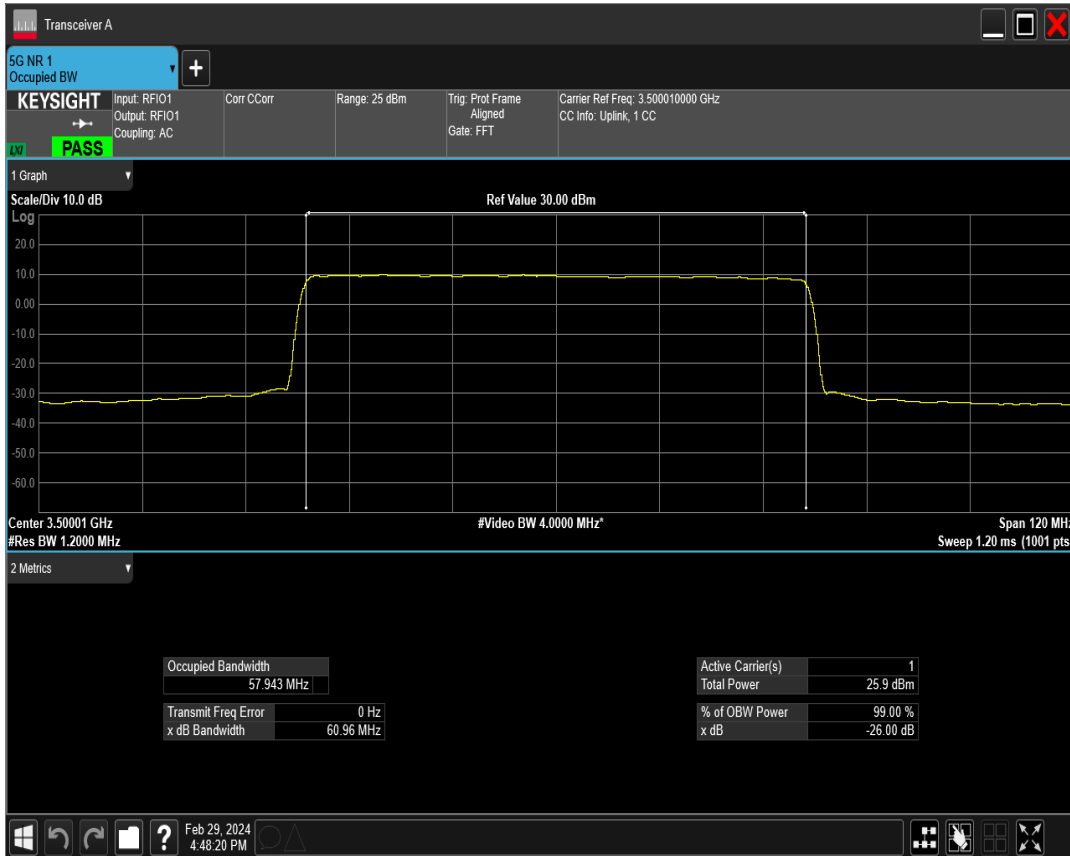 Transceiver A
5G NR 1
Occupied BW
KEYSIGHT
LXI
PASS
Input: RFIO1
Output: RFIO1
Coupling: AC
Corr CCorr
Range: 25 dBm
Trig: Prot Frame
Aligned
Gate: FFT
Carrier Ref Freq: 3.500010000 GHz
CC Info: Uplink, 1 CC
1 Graph
Scale/Div 10.0 dB
Ref Value 30.00 dBm
Log
20.0
10.0
0.00
-10.0
-20.0
-30.0
-40.0
-50.0
-60.0
Center 3.50001 GHz
#Video BW 4.0000 MHz*
Span 120 MHz
#Res BW 1.2000 MHz
Sweep 1.20 ms (1001 pts
2 Metrics
Occupied Bandwidth
57.943 MHz
Transmit Freq Error 0 Hz
x dB Bandwidth 60.96 MHz
Active Carrier(s) 1
Total Power 25.9 dBm
% of OBW Power 99.00 %
x dB -26.00 dB
?
Feb 29, 2024
4:48:20 PM